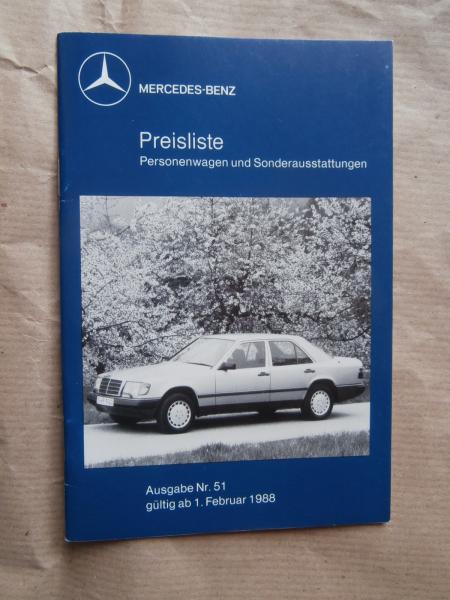 MERCEDES-BENZ
Preisliste
Personenwagen und Sonderausstattungen
Ausgabe Nr. 51
gültig ab 1. Februar 1988